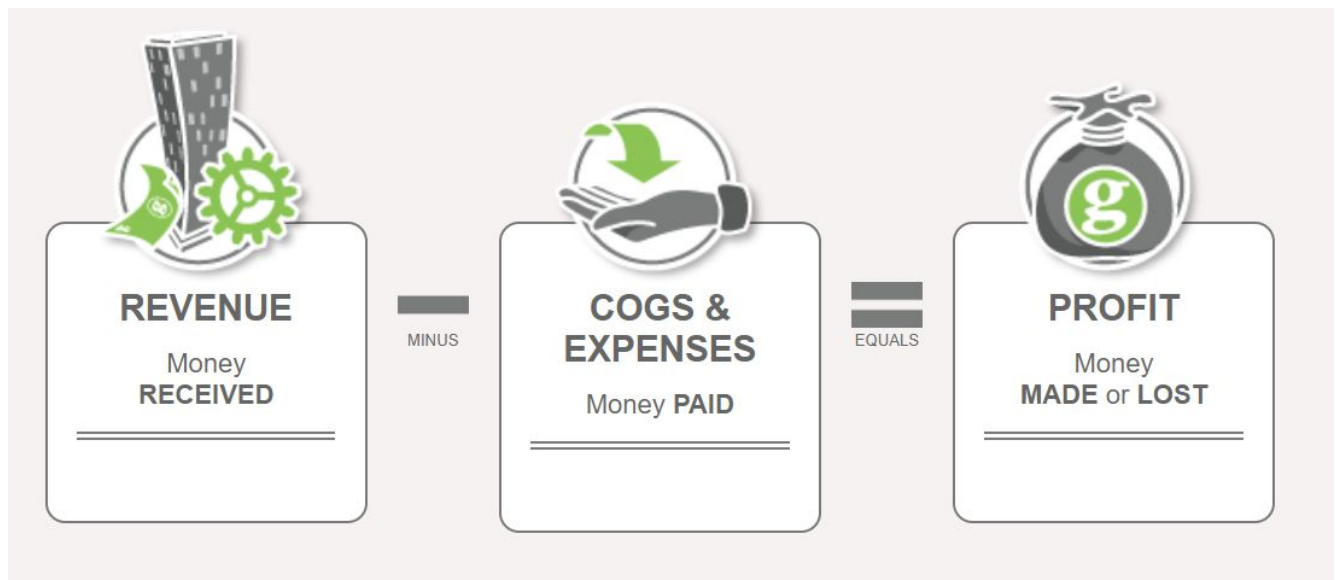 REVENUE
Money
RECEIVED
MINUS
COGS &
EXPENSES
Money PAID
EQUALS
g
PROFIT
Money
MADE or LOST